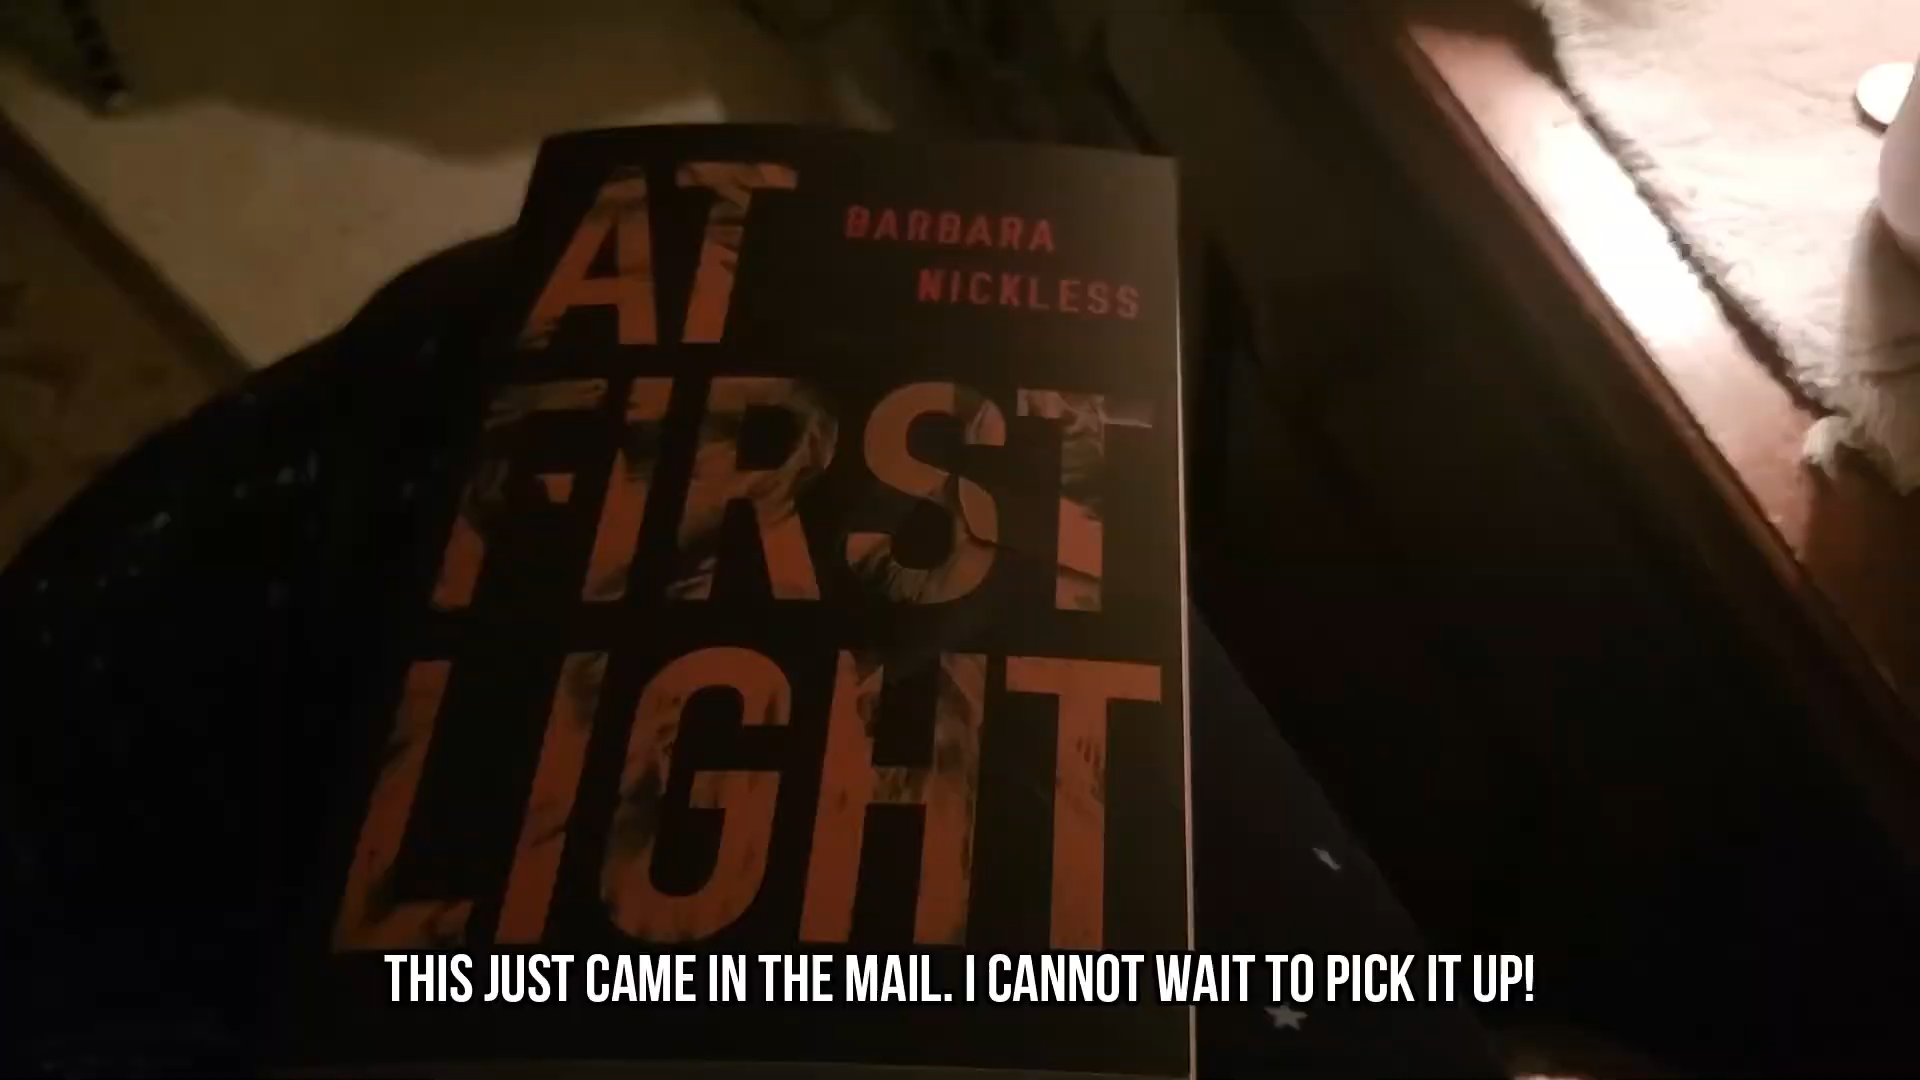 AT
BARBARA
NICKLESS
FIRST
LIGHT
THIS JUST CAME IN THE MAIL. I CANNOT WAIT TO PICK IT UP!